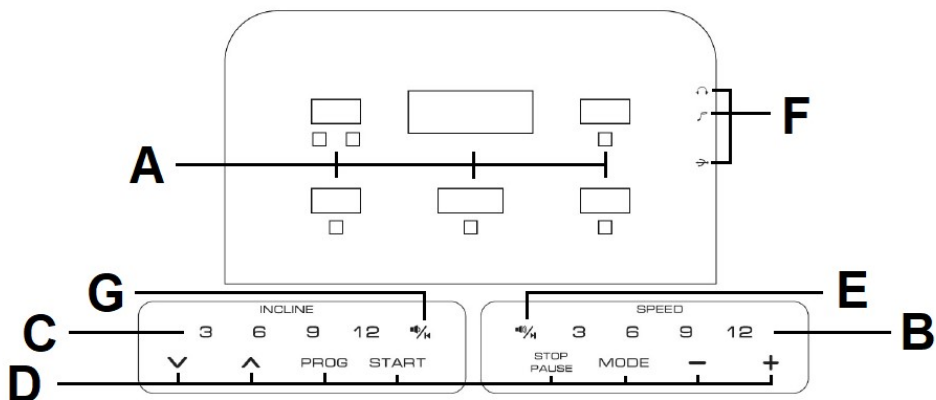 A
F
G
E
INCLINE
SPEED
C
3 6 9 12
3 6 9 12
B
D
PROG START
STOP
PAUSE
MODE - +